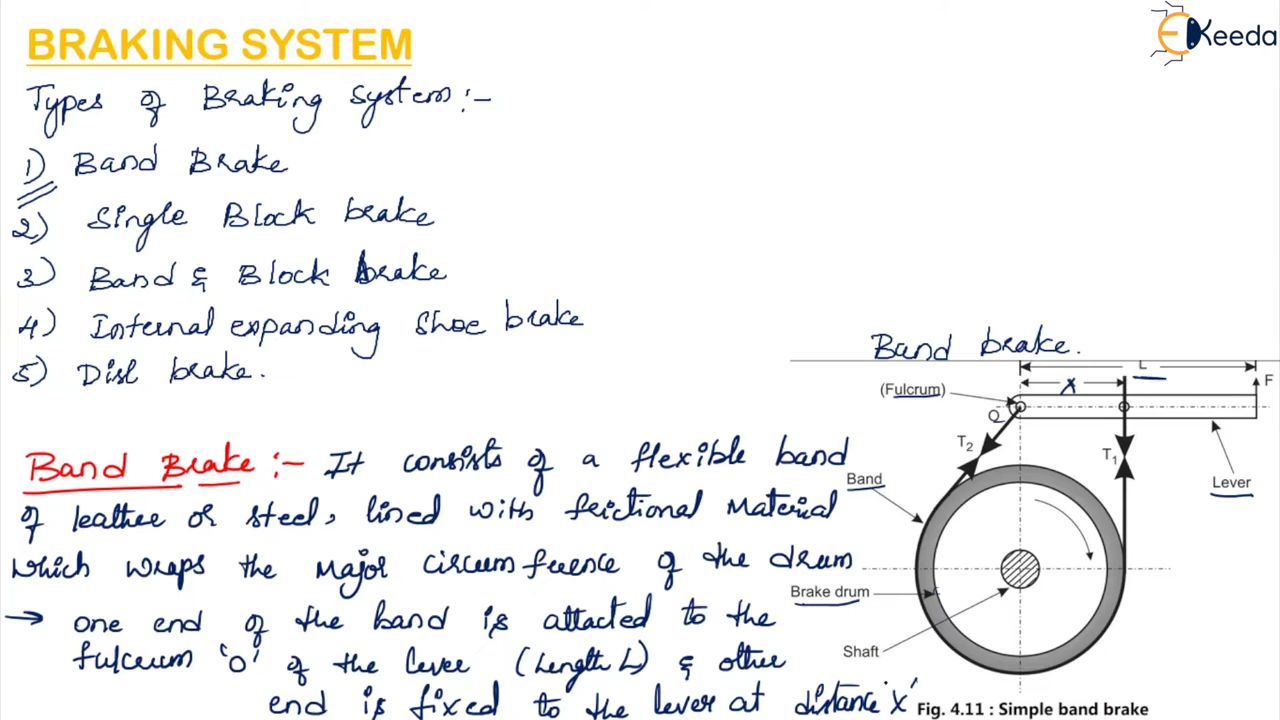 BRAKING SYSTEM
EKeeda
Types of Braking System :-
1) Band Brake
2) Single Block brake
3) Band & Block brake
4) Internal expanding shoe brake
5) Disc brake.
Band brake.
L
x
F
(Fulcrum)
O
T2
T1
Band
Lever
Brake drum
Shaft
Fig. 4.11 : Simple band brake
Band Brake :- It consists of a flexible band
of leather or steel, lined with frictional Material
which wraps the Major circumference of the drum
→ one end of the band is attacted to the
fulcrum 'O' of the lever (Length L) & other
end is fixed to the lever at distance 'x'